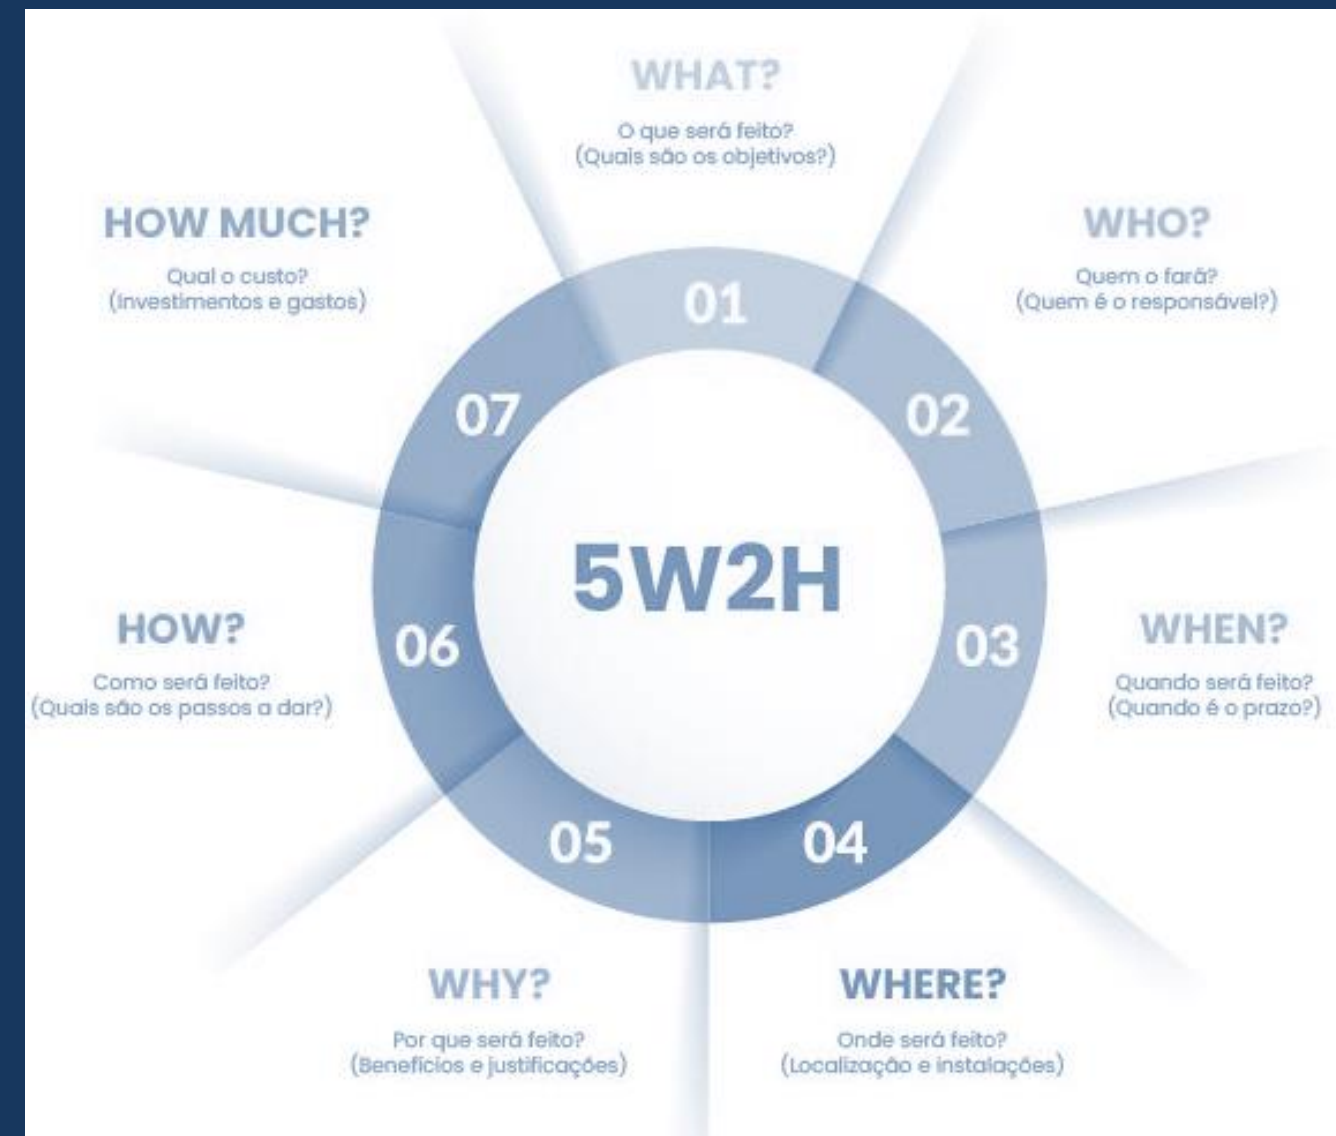 WHAT?
O que será feito?
(Quais são os objetivos?)
01
WHO?
Quem o fará?
(Quem é o responsável?)
02
WHEN?
Quando será feito?
(Quando é o prazo?)
03
WHERE?
Onde será feito?
(Localização e instalações)
04
WHY?
Por que será feito?
(Benefícios e justificações)
05
HOW?
Como será feito?
(Quais são os passos a dar?)
06
HOW MUCH?
Qual o custo?
(Investimentos e gastos)
07
5W2H